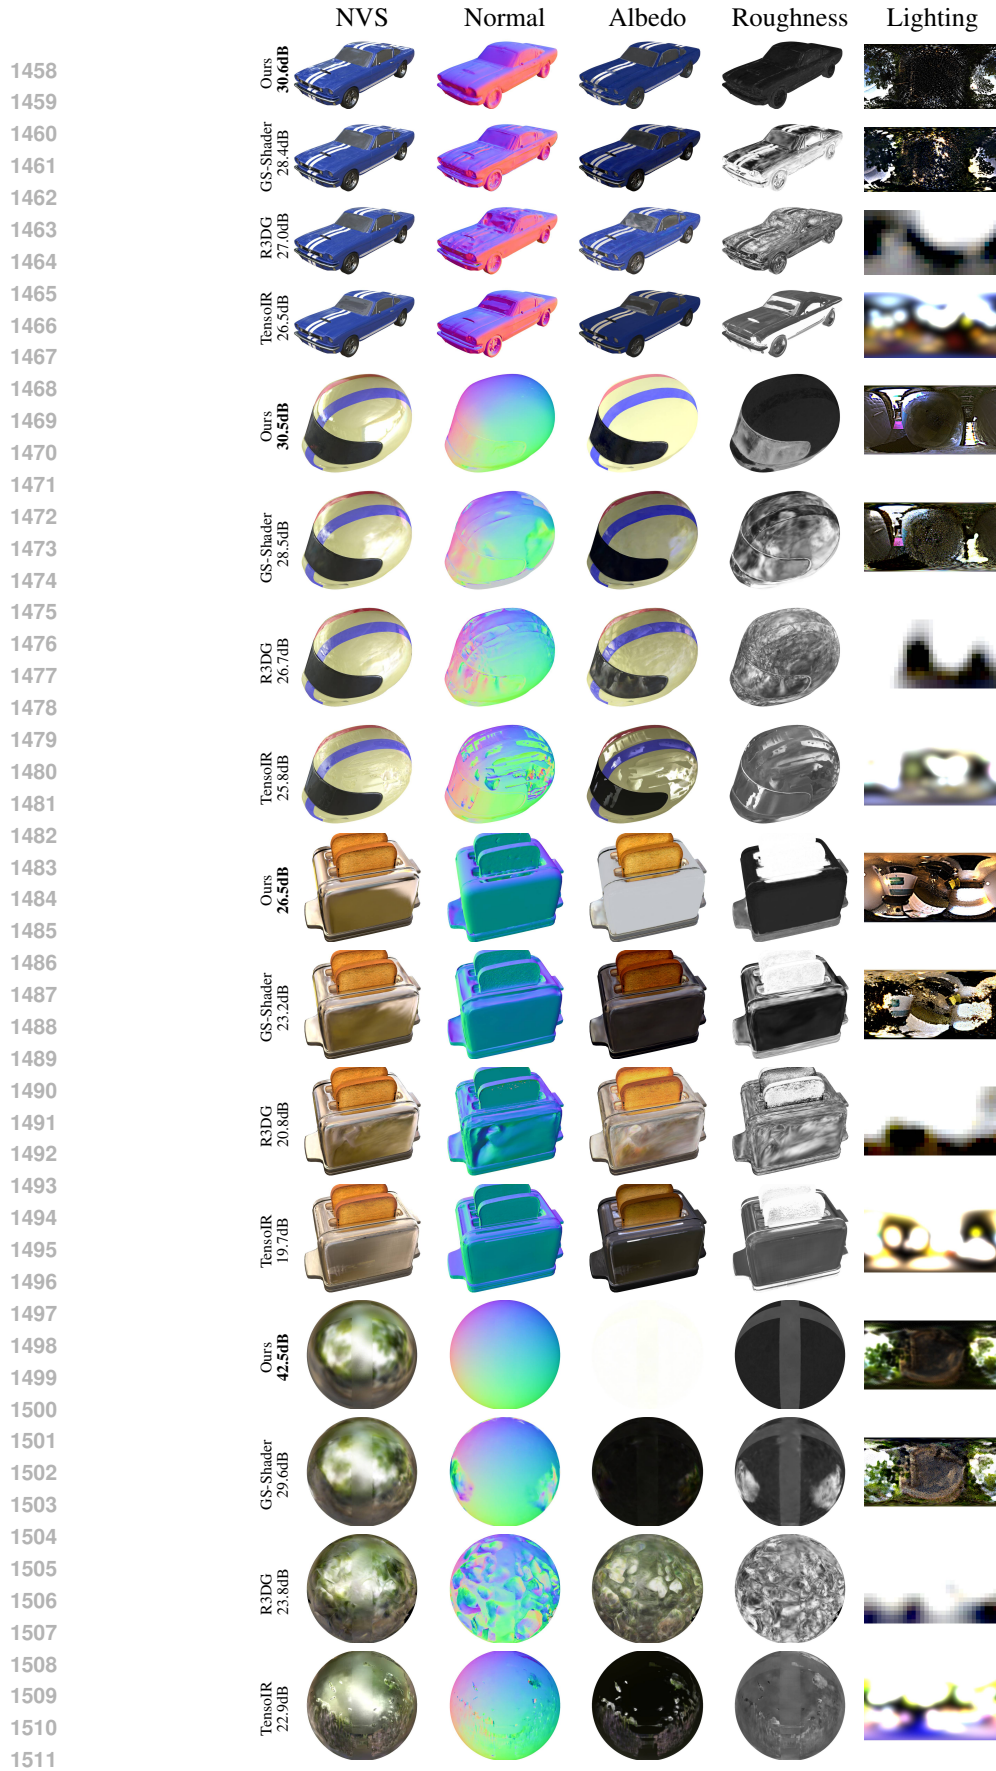 NVS Normal Albedo Roughness Lighting
1458
1459
1460
1461
1462
1463
1464
1465
1466
1467
1468
1469
1470
1471
1472
1473
1474
1475
1476
1477
1478
1479
1480
1481
1482
1483
1484
1485
1486
1487
1488
1489
1490
1491
1492
1493
1494
1495
1496
1497
1498
1499
1500
1501
1502
1503
1504
1505
1506
1507
1508
1509
1510
1511
Ours
30.6dB
GS-Shader
28.4dB
R3DG
27.0dB
TensoIR
26.5dB
Ours
30.5dB
GS-Shader
28.5dB
R3DG
26.7dB
TensoIR
25.8dB
Ours
26.5dB
GS-Shader
23.2dB
R3DG
20.8dB
TensoIR
19.7dB
Ours
42.5dB
GS-Shader
29.6dB
R3DG
23.8dB
TensoIR
22.9dB